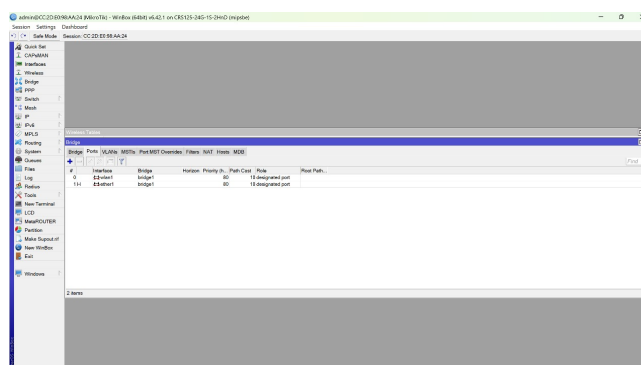 admin@CC:2D:E0:98:AA:24 (MikroTik) - WinBox (64bit) v6.42.1 on CRS125-24G-1S-2HnD (mipsbe)
Session Settings Dashboard
Safe Mode Session: CC:2D:E0:98:AA:24
Quick Set
CAPsMAN
Interfaces
Wireless
Bridge
PPP
Switch
Mesh
IP
IPv6
MPLS
Routing
System
Queues
Files
Log
Radius
Tools
New Terminal
LCD
MetaROUTER
Partition
Make Supout.rif
New WinBox
Exit
Windows
Wireless Tables
Bridge
Bridge Ports VLANs MSTIs Port MST Overrides Filters NAT Hosts MDB
Find
# Interface Bridge Horizon Priority (h... Path Cost Role Root Path...
0 wlan1 bridge1 80 10 designated port
1 H ether1 bridge1 80 10 designated port
2 items